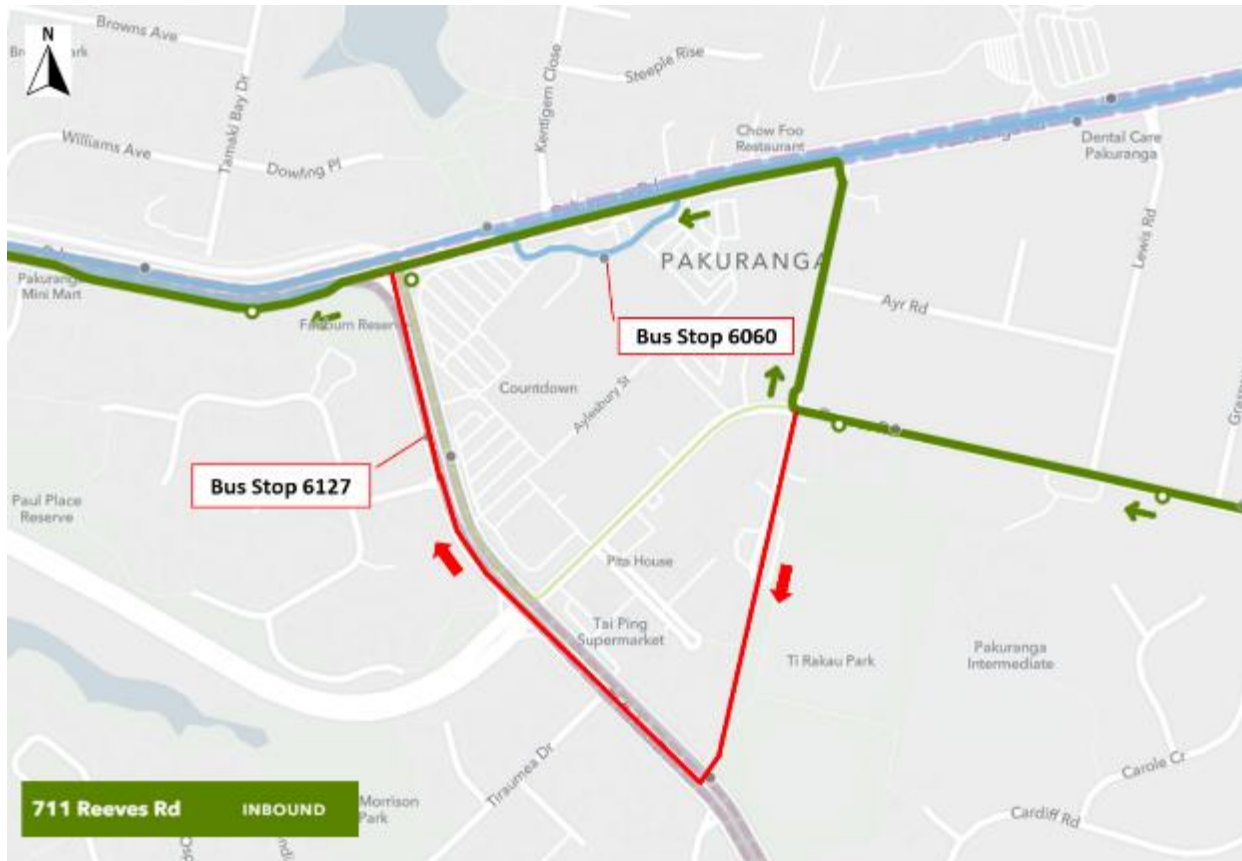 N
Browns Ave
Tamaki Bay Dr
Williams Ave
Dowling Pl
Kentigern Close
Steeple Rise
Chow Foo
Restaurant
Dental Care
Pakuranga
Lewis Rd
PAKURANGA
Ayr Rd
Pakuranga
Mini Mart
Bus Stop 6060
Countdown
Aylesbury St
Bus Stop 6127
Paul Place
Reserve
Pita House
Tai Ping
Supermarket
Ti Rakau Park
Pakuranga
Intermediate
Tiraumea Dr
Carole Cr
Cardiff Rd
Morrison
Park
711 Reeves Rd INBOUND